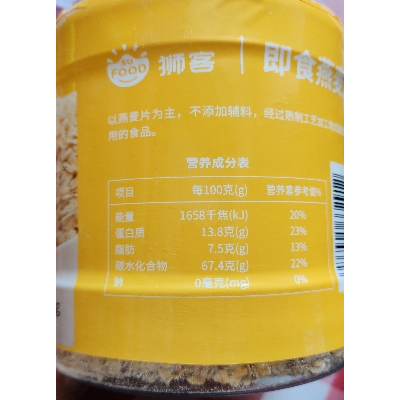 SU
FOOD
狮客
即食燕麦
以燕麦片为主，不添加辅料，经过熟制工艺加工
用的食品。
营养成分表
项目 每100克(g) 营养素参考值%
能量 1658千焦(kJ) 20%
蛋白质 13.8克(g) 23%
脂肪 7.5克(g) 13%
碳水化合物 67.4克(g) 22%
钠 0毫克(mg) 0%